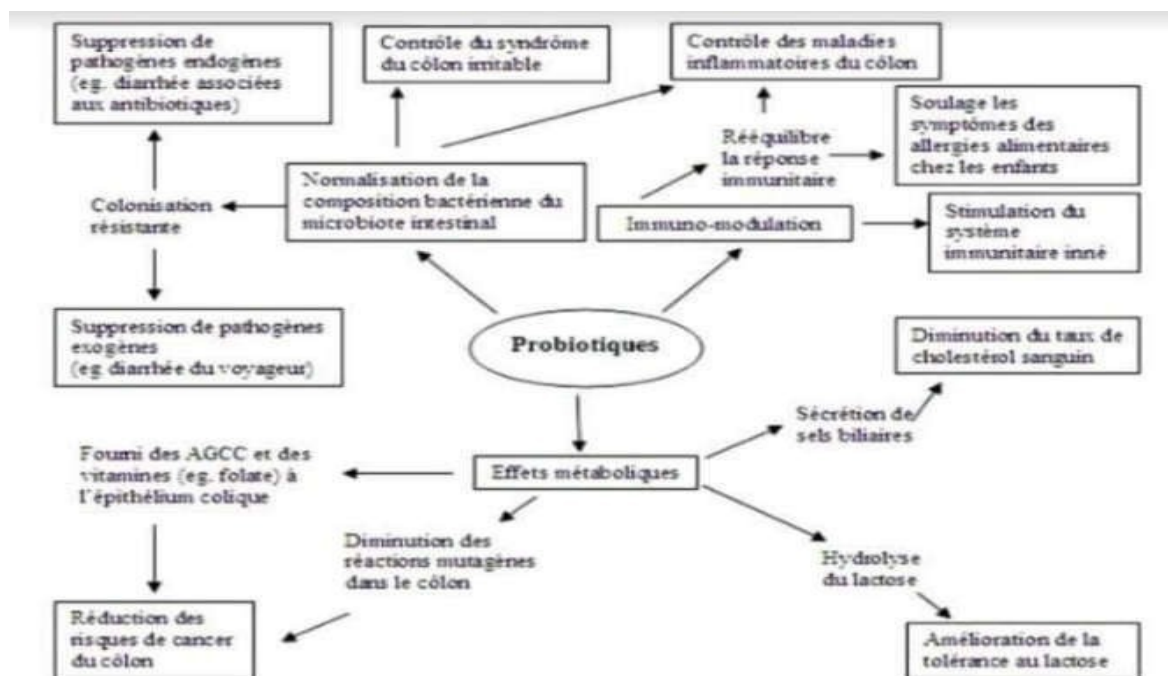 Suppression de
pathogènes endogènes
(eg. diarrhée associées
aux antibiotiques)
Contrôle du syndrôme
du côlon irritable
Contrôle des maladies
inflammatoires du côlon
Soulage les
symptômes des
allergies alimentaires
chez les enfants
Rééquilibre
la réponse
immunitaire
Normalisation de la
composition bactérienne du
microbiote intestinal
Colonisation
résistante
Immuno-modulation
Stimulation du
système
immunitaire inné
Suppression de pathogènes
exogènes
(eg diarrhée du voyageur)
Probiotiques
Diminution du taux de
cholestérol sanguin
Sécrétion de
sels biliaires
Fourni des AGCC et des
vitamines (eg. folate) à
l'épithélium colique
Effets métaboliques
Diminution des
réactions mutagènes
dans le côlon
Hydrolyse
du lactose
Réduction des
risques de cancer
du côlon
Amélioration de la
tolérance au lactose